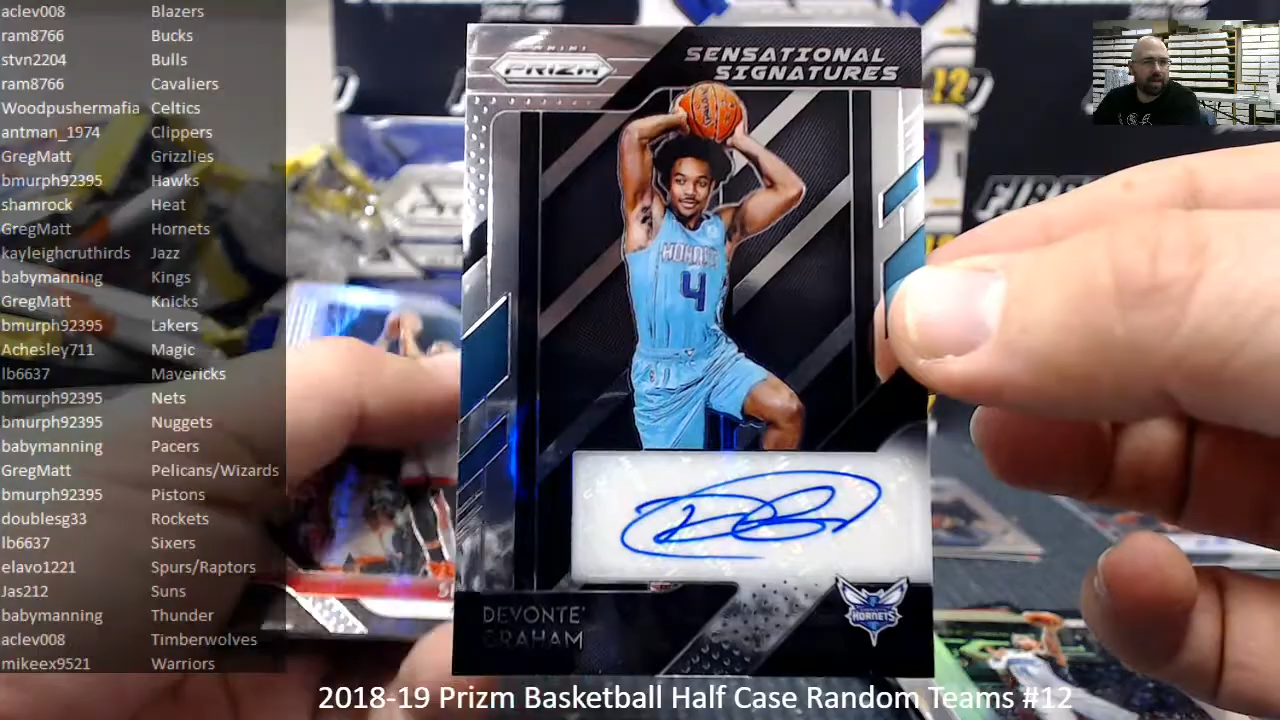 aclev008 Blazers
ram8766 Bucks
stvn2204 Bulls
ram8766 Cavaliers
Woodpushermafia Celtics
antman_1974 Clippers
GregMatt Grizzlies
bmurph92395 Hawks
shamrock Heat
GregMatt Hornets
kayleighcruthirds Jazz
babymanning Kings
GregMatt Knicks
bmurph92395 Lakers
Achesley711 Magic
lb6637 Mavericks
bmurph92395 Nets
bmurph92395 Nuggets
babymanning Pacers
GregMatt Pelicans/Wizards
bmurph92395 Pistons
doublesg33 Rockets
lb6637 Sixers
elavo1221 Spurs/Raptors
Jas212 Suns
babymanning Thunder
aclev008 Timberwolves
mikeex9521 Warriors
PANINI
PRIZM
SENSATIONAL
SIGNATURES
HORNETS
4
DEVONTE'
GRAHAM
HORNETS
12
2018-19 Prizm Basketball Half Case Random Teams #12